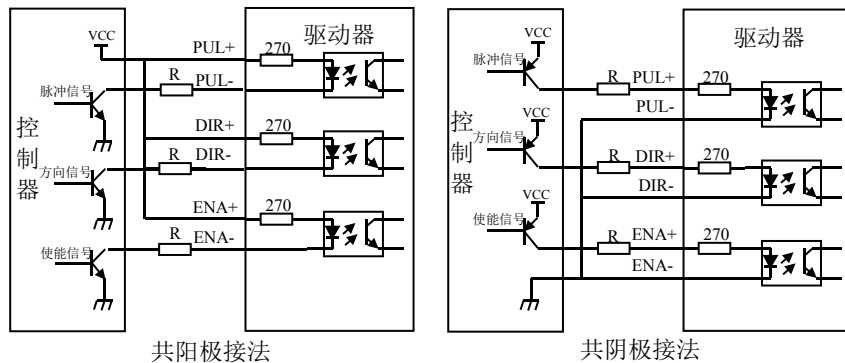 VCC
PUL+
270
驱动器
脉冲信号
R
PUL-
DIR+
270
控制器
方向信号
R
DIR-
ENA+
270
使能信号
R
ENA-
共阳极接法
VCC
驱动器
脉冲信号
R
PUL+
270
PUL-
VCC
控制器
方向信号
R
DIR+
270
DIR-
VCC
使能信号
R
ENA+
270
ENA-
共阴极接法